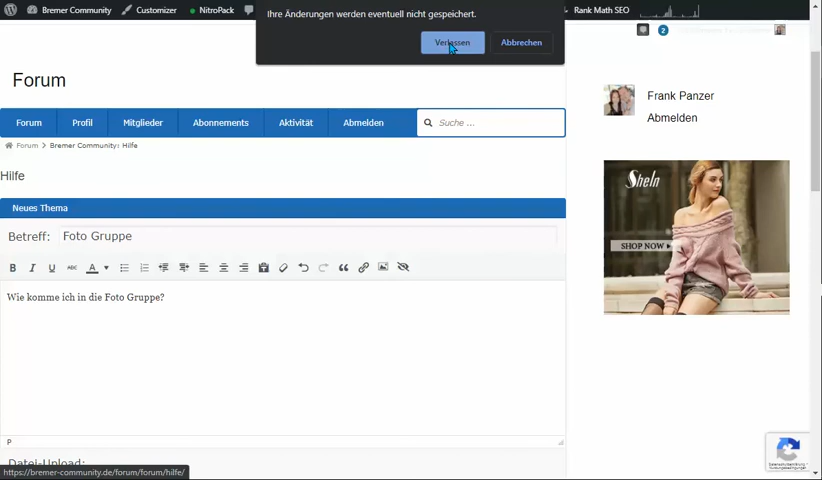 Bremer Community
Customizer
NitroPack
Rank Math SEO
Ihre Änderungen werden eventuell nicht gespeichert.
Verlassen
Abbrechen
2
Forum
Frank Panzer
Abmelden
Forum
Profil
Mitglieder
Abonnements
Aktivität
Abmelden
Suche ...
Forum
Bremer Community: Hilfe
Hilfe
Neues Thema
Betreff: Foto Gruppe
B I U ABC A
Wie komme ich in die Foto Gruppe?
SheIn
SHOP NOW
P
Datei-Upload:
https://bremer-community.de/forum/forum/hilfe/